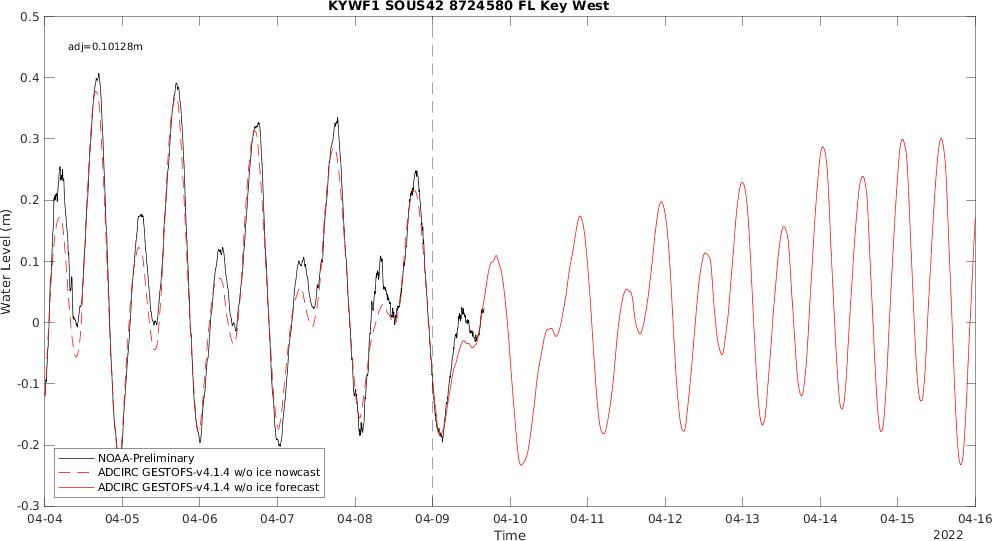 KYWF1 SOUS42 8724580 FL Key West
adj=0.10128m
Water Level (m)
0.5
0.4
0.3
0.2
0.1
0
-0.1
-0.2
-0.3
NOAA-Preliminary
ADCIRC GESTOFS-v4.1.4 w/o ice nowcast
ADCIRC GESTOFS-v4.1.4 w/o ice forecast
04-04 04-05 04-06 04-07 04-08 04-09 04-10 04-11 04-12 04-13 04-14 04-15 04-16
Time
2022